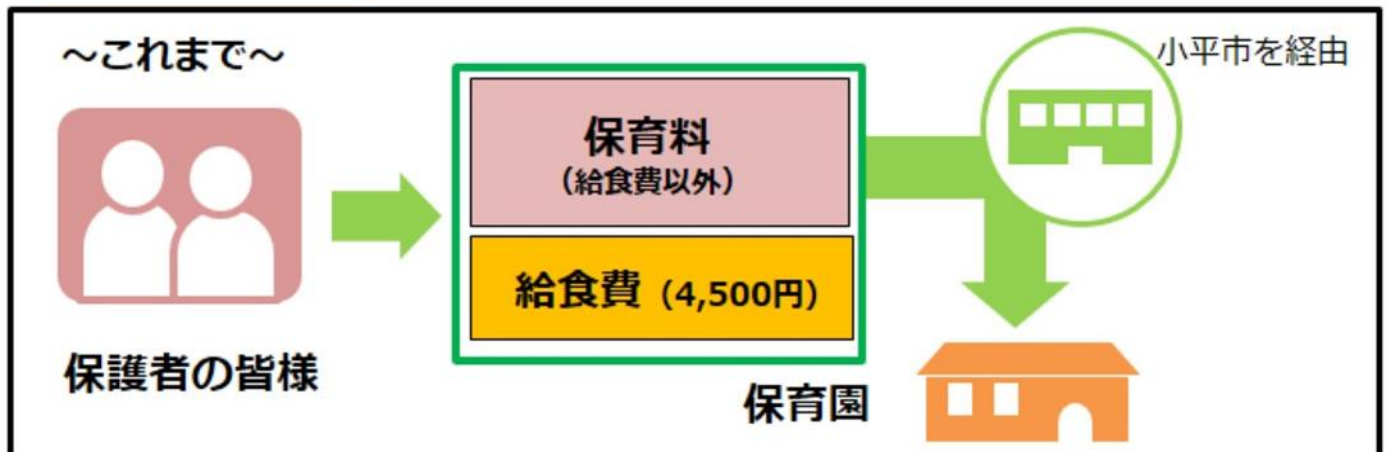 ～これまで～
小平市を経由
保育料
（給食費以外）
給食費（4,500円）
保護者の皆様
保育園